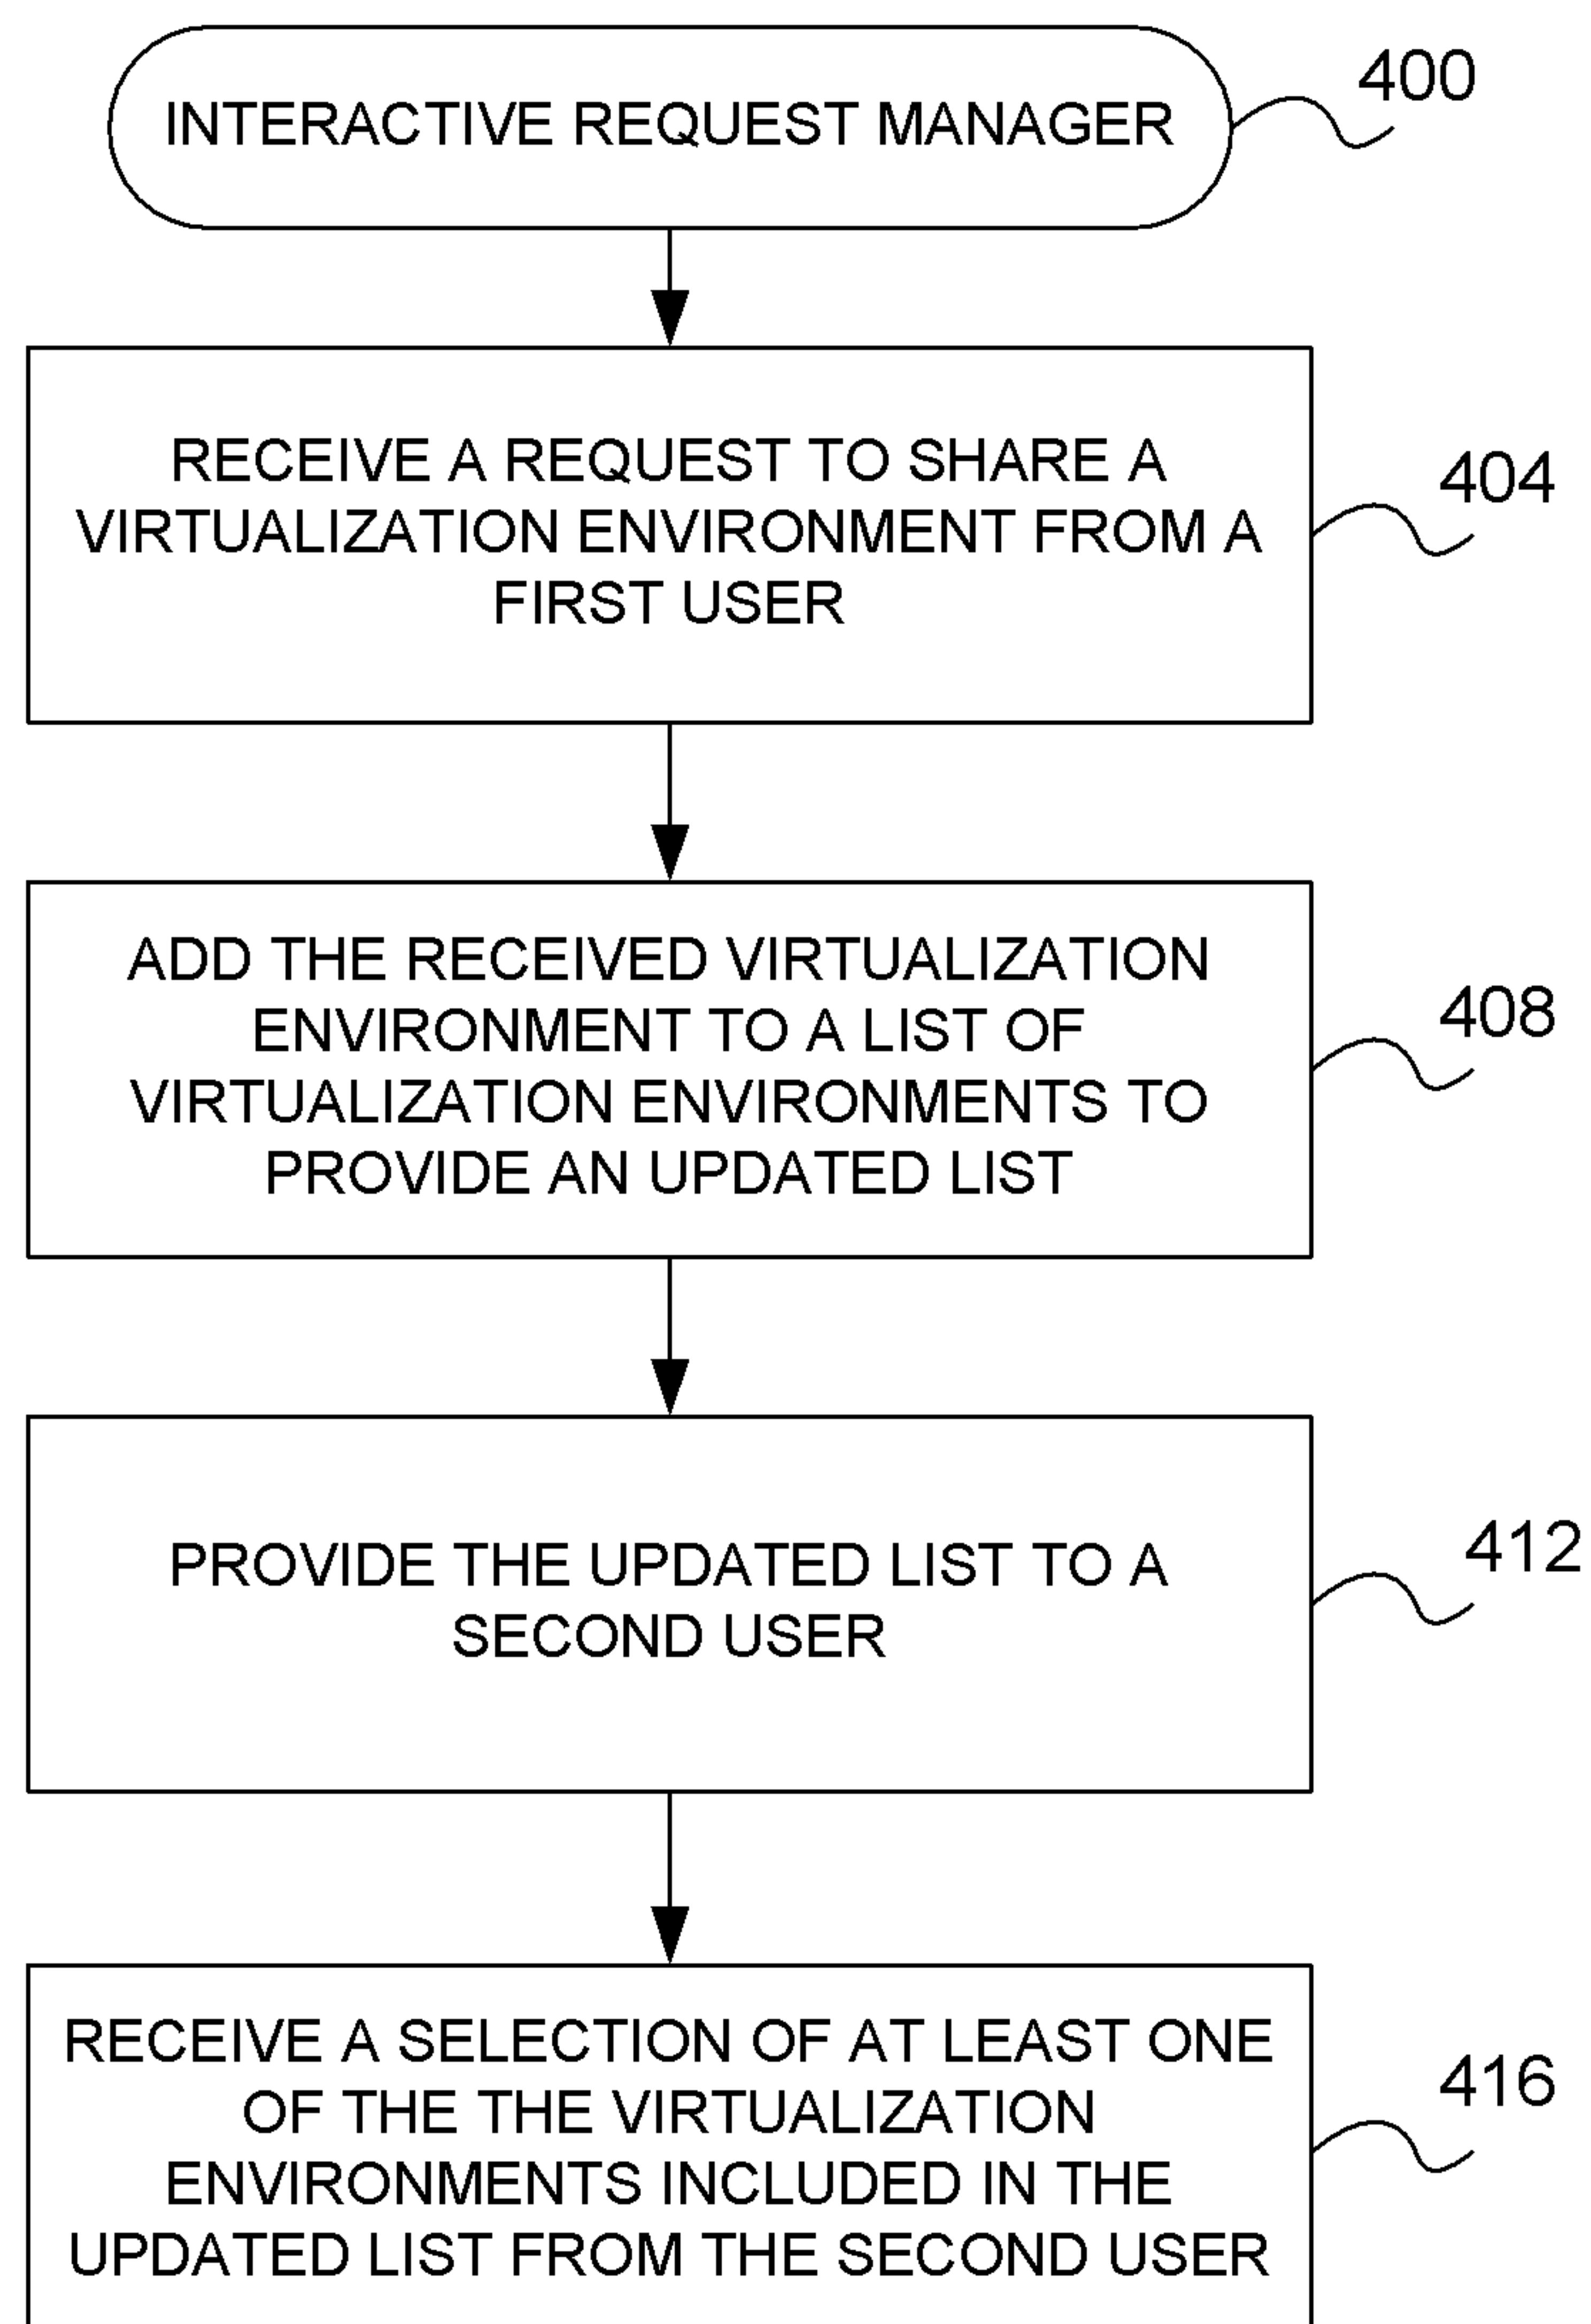 INTERACTIVE REQUEST MANAGER
400
RECEIVE A REQUEST TO SHARE A
VIRTUALIZATION ENVIRONMENT FROM A
FIRST USER
404
ADD THE RECEIVED VIRTUALIZATION
ENVIRONMENT TO A LIST OF
VIRTUALIZATION ENVIRONMENTS TO
PROVIDE AN UPDATED LIST
408
PROVIDE THE UPDATED LIST TO A
SECOND USER
412
RECEIVE A SELECTION OF AT LEAST ONE
OF THE THE VIRTUALIZATION
ENVIRONMENTS INCLUDED IN THE
UPDATED LIST FROM THE SECOND USER
416